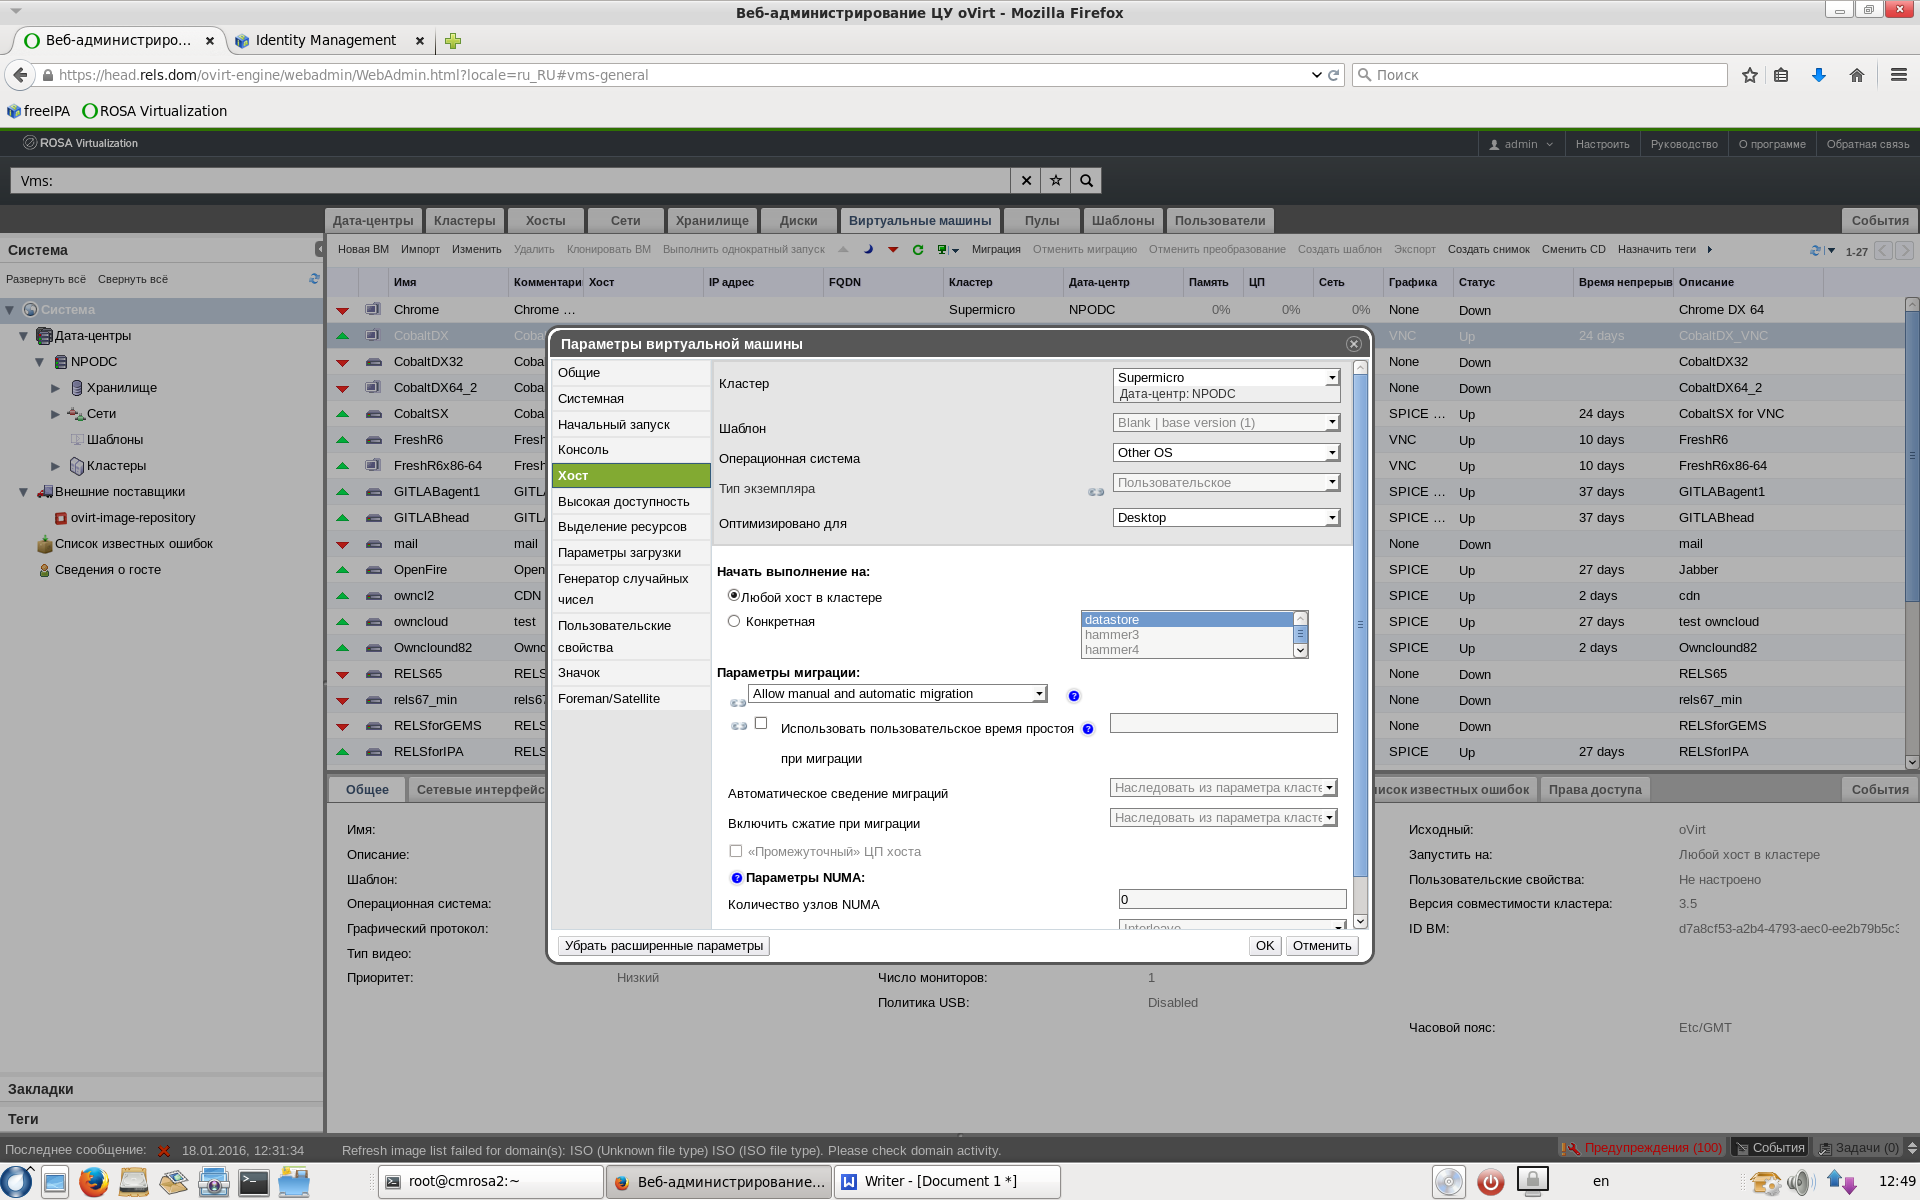 Веб-администрирование ЦУ oVirt - Mozilla Firefox
Веб-администриро...
Identity Management
https://head.rels.dom/ovirt-engine/webadmin/WebAdmin.html?locale=ru_RU#vms-general
Поиск
freeIPA ROSA Virtualization
ROSA Virtualization
admin Настроить Руководство О программе Обратная связь
Vms:
Дата-центры Кластеры Хосты Сети Хранилище Диски Виртуальные машины Пулы Шаблоны Пользователи События
Система
Развернуть всё Свернуть всё
Система
Дата-центры
NPODC
Хранилище
Сети
Шаблоны
Кластеры
Внешние поставщики
ovirt-image-repository
Список известных ошибок
Сведения о госте
Закладки
Теги
Новая ВМ Импорт Изменить Удалить Клонировать ВМ Выполнить однократный запуск Миграция Отменить миграцию Отменить преобразование Создать шаблон Экспорт Создать снимок Сменить CD Назначить теги 1-27
Имя Комментари Хост IP адрес FQDN Кластер Дата-центр Память ЦП Сеть Графика Статус Время непрерыв Описание
Chrome Chrome ... Supermicro NPODC 0% 0% 0% None Down Chrome DX 64
CobaltDX Coba VNC Up 24 days CobaltDX_VNC
CobaltDX32 Coba None Down CobaltDX32
CobaltDX64_2 Coba None Down CobaltDX64_2
CobaltSX Coba SPICE ... Up 24 days CobaltSX for VNC
FreshR6 Fresh VNC Up 10 days FreshR6
FreshR6x86-64 Fresh VNC Up 10 days FreshR6x86-64
GITLABagent1 GITLA SPICE ... Up 37 days GITLABagent1
GITLABhead GITLA SPICE ... Up 37 days GITLABhead
mail mail None Down mail
OpenFire Open SPICE Up 27 days Jabber
owncl2 CDN SPICE Up 2 days cdn
owncloud test SPICE Up 27 days test owncloud
Ownclound82 Ownc SPICE Up 2 days Ownclound82
RELS65 RELS None Down RELS65
rels67_min rels67 None Down rels67_min
RELSforGEMS RELS None Down RELSforGEMS
RELSforIPA RELS SPICE Up 27 days RELSforIPA
Параметры виртуальной машины
Общие
Системная
Начальный запуск
Консоль
Хост
Высокая доступность
Выделение ресурсов
Параметры загрузки
Генератор случайных
чисел
Пользовательские
свойства
Значок
Foreman/Satellite
Кластер Supermicro
Дата-центр: NPODC
Шаблон Blank | base version (1)
Операционная система Other OS
Тип экземпляра Пользовательское
Оптимизировано для Desktop
Начать выполнение на:
Любой хост в кластере
Конкретная
datastore
hammer3
hammer4
Параметры миграции:
Allow manual and automatic migration
Использовать пользовательское время простоя
при миграции
Автоматическое сведение миграций Наследовать из параметра класте
Включить сжатие при миграции Наследовать из параметра класте
«Промежуточный» ЦП хоста
Параметры NUMA:
Количество узлов NUMA 0
Interleave
Убрать расширенные параметры OK Отменить
Общее Сетевые интерфейс исок известных ошибок Права доступа События
Имя:
Описание:
Шаблон:
Операционная система:
Графический протокол:
Тип видео:
Приоритет: Низкий
Число мониторов: 1
Политика USB: Disabled
Исходный: oVirt
Запустить на: Любой хост в кластере
Пользовательские свойства: Не настроено
Версия совместимости кластера: 3.5
ID ВМ: d7a8cf53-a2b4-4793-aec0-ee2b79b5c3
Часовой пояс: Etc/GMT
Последнее сообщение: 18.01.2016, 12:31:34 Refresh image list failed for domain(s): ISO (Unknown file type) ISO (ISO file type). Please check domain activity. Предупреждения (100) События Задачи (0)
root@cmrosa2:~ Веб-администрирование... Writer - [Document 1 *] en 12:49